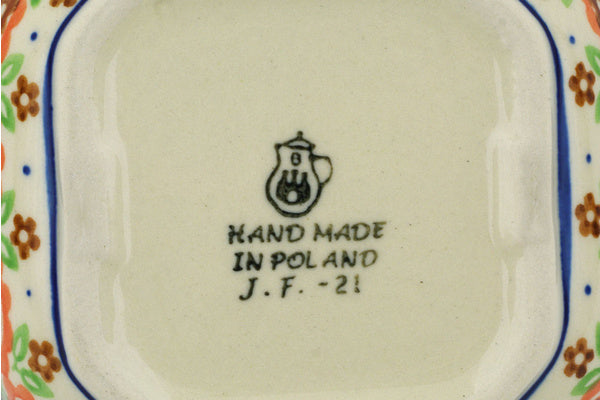 B
HAND MADE
IN POLAND
J. F. - 21